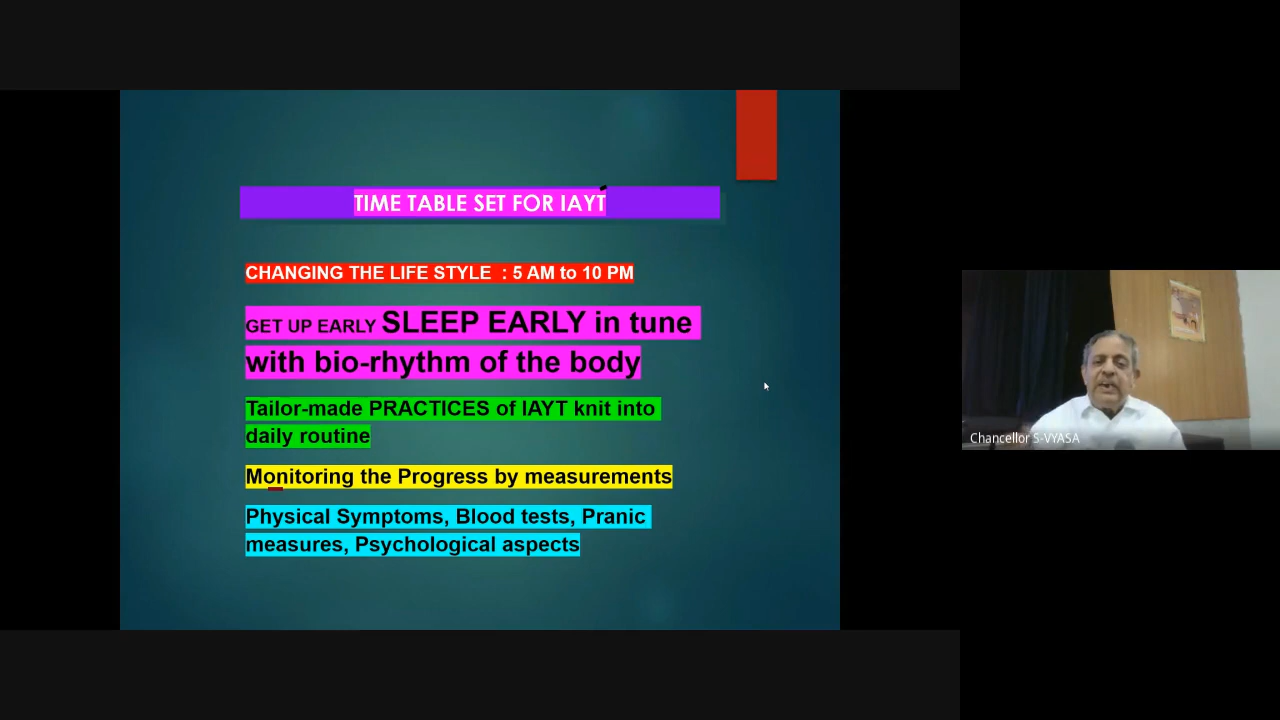 TIME TABLE SET FOR IAYT
CHANGING THE LIFE STYLE : 5 AM to 10 PM
GET UP EARLY SLEEP EARLY in tune
with bio-rhythm of the body
Tailor-made PRACTICES of IAYT knit into
daily routine
Monitoring the Progress by measurements
Physical Symptoms, Blood tests, Pranic
measures, Psychological aspects
Chancellor S-VYASA